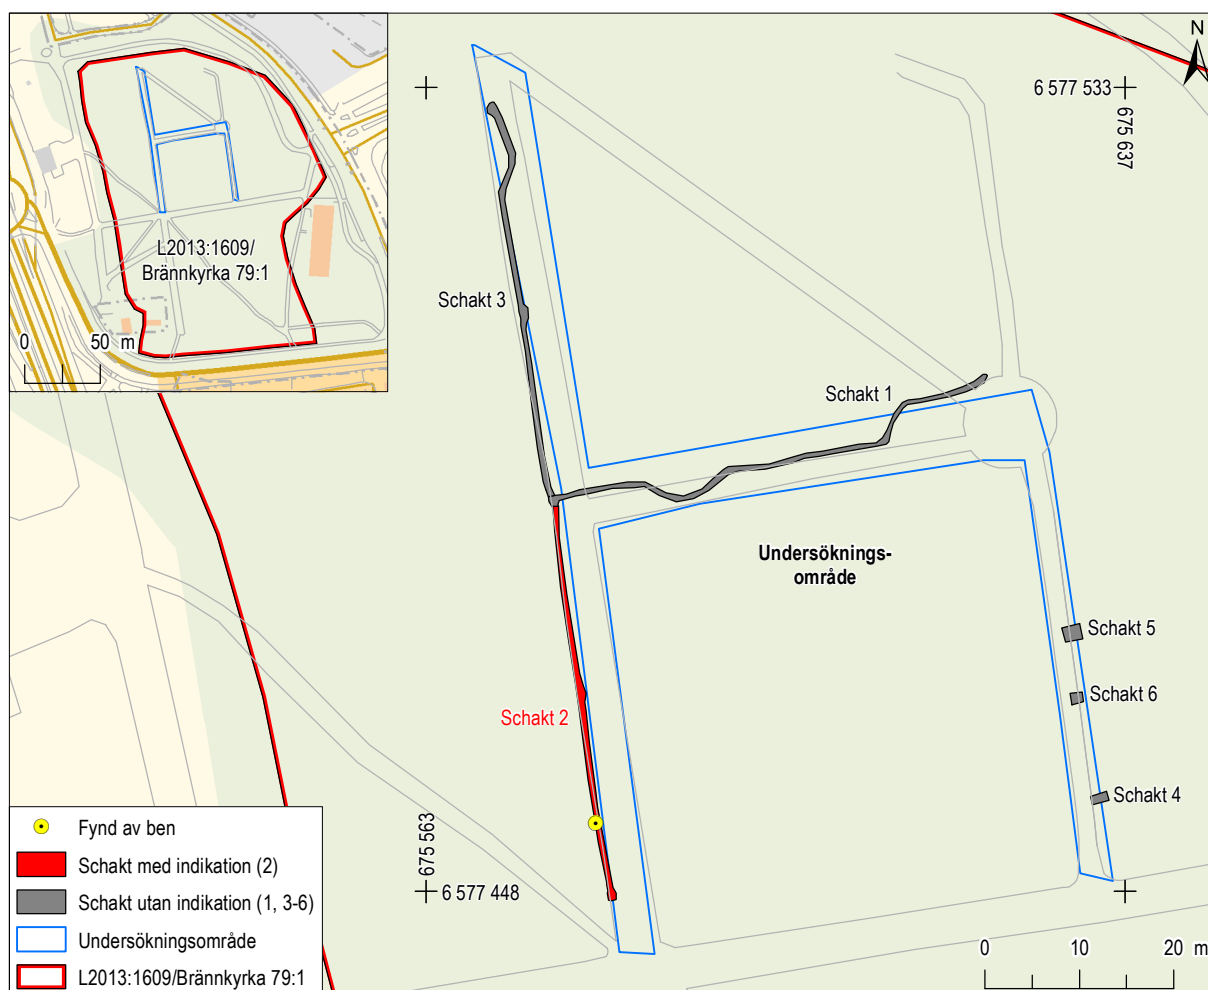 L2013:1609/
Brännkyrka 79:1
0 50 m
N
6 577 533
675 637
Schakt 3
Schakt 1
Undersöknings-
område
Schakt 5
Schakt 6
Schakt 2
Schakt 4
675 563
6 577 448
Fynd av ben
Schakt med indikation (2)
Schakt utan indikation (1, 3-6)
Undersökningsområde
L2013:1609/Brännkyrka 79:1
0 10 20 m